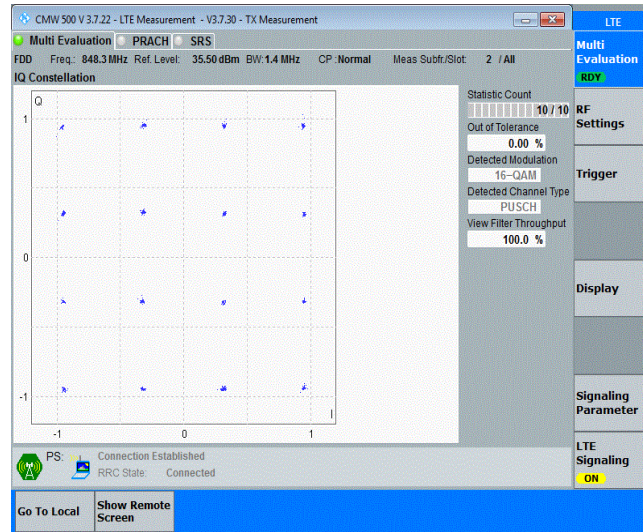 CMW 500 V 3.7.22 - LTE Measurement - V3.7.30 - TX Measurement
LTE
Multi Evaluation PRACH SRS
FDD Freq.: 848.3 MHz Ref. Level: 35.50 dBm BW: 1.4 MHz CP : Normal Meas Subfr./Slot: 2 / All
IQ Constellation
Q
1
0
-1
-1 0 1
I
Statistic Count
10 / 10
Out of Tolerance
0.00 %
Detected Modulation
16-QAM
Detected Channel Type
PUSCH
View Filter Throughput
100.0 %
Multi
Evaluation
RDY
RF
Settings
Trigger
Display
Signaling
Parameter
LTE
Signaling
ON
PS: Connection Established
RRC State: Connected
Go To Local
Show Remote
Screen